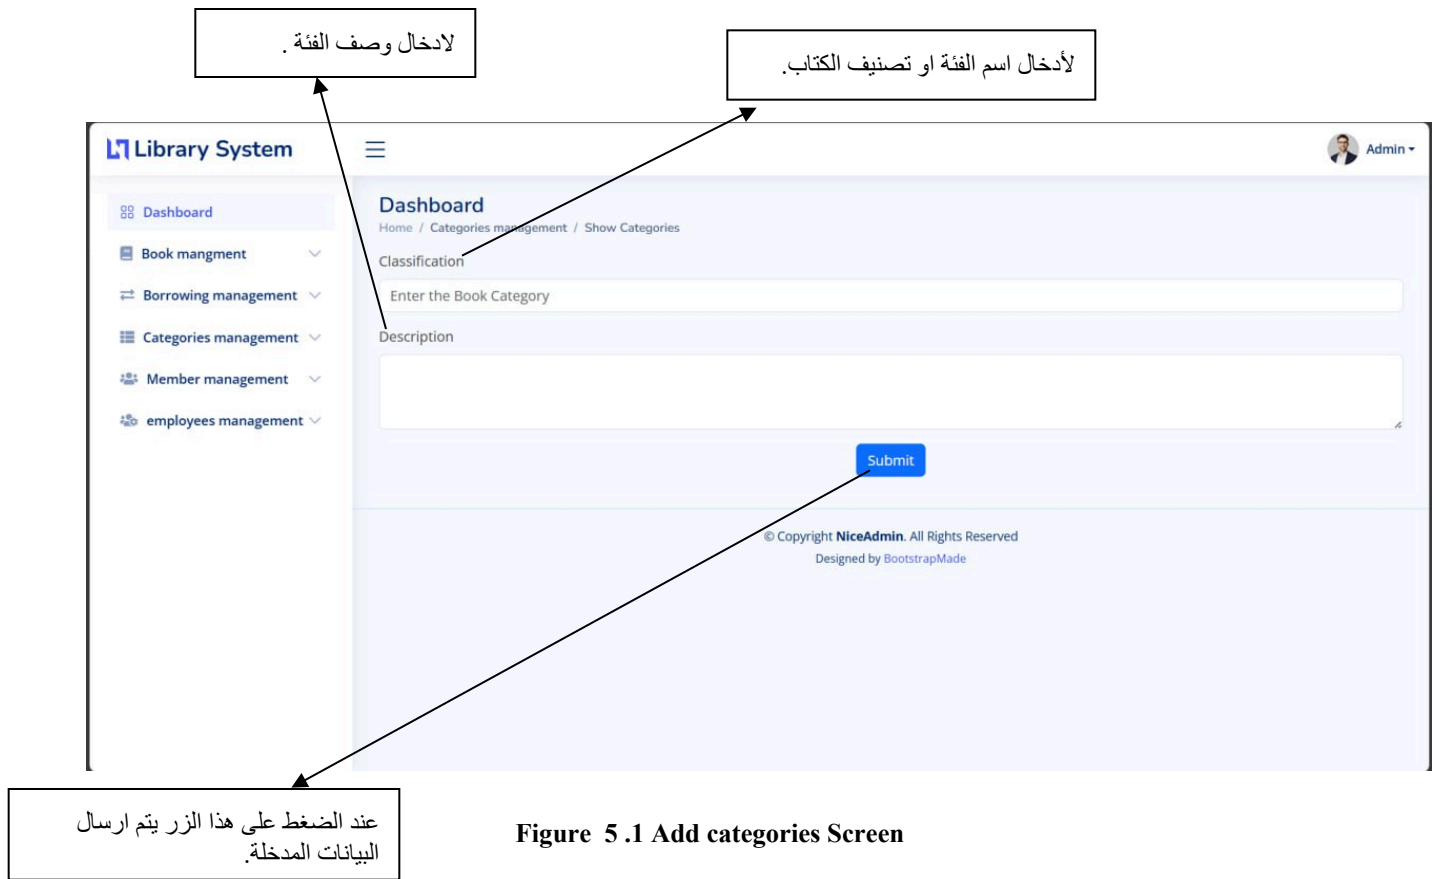 لادخال وصف الفئة .
لأدخال اسم الفئة او تصنيف الكتاب.
Library System
Admin
Dashboard
Book mangment
Borrowing management
Categories management
Member management
employees management
Dashboard
Home / Categories management / Show Categories
Classification
Enter the Book Category
Description
Submit
© Copyright NiceAdmin. All Rights Reserved
Designed by BootstrapMade
عند الضغط على هذا الزر يتم ارسال
البيانات المدخلة.
Figure 5 .1 Add categories Screen